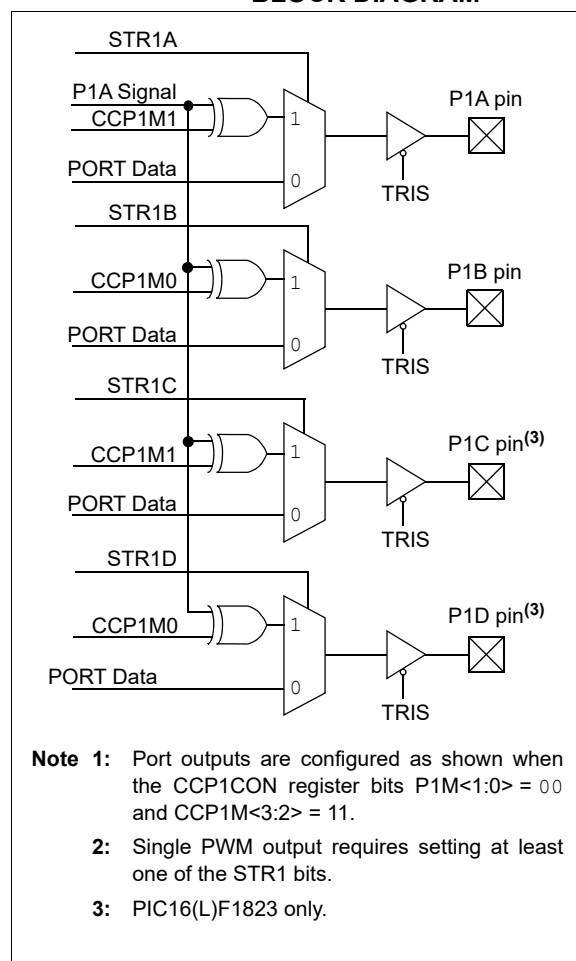 BLOCK DIAGRAM
STR1A
P1A Signal
CCP1M1
1
P1A pin
PORT Data
0
TRIS
STR1B
CCP1M0
1
P1B pin
PORT Data
0
TRIS
STR1C
CCP1M1
1
P1C pin(3)
PORT Data
0
TRIS
STR1D
CCP1M0
1
P1D pin(3)
PORT Data
0
TRIS
Note 1: Port outputs are configured as shown when
the CCP1CON register bits P1M<1:0> = 00
and CCP1M<3:2> = 11.
2: Single PWM output requires setting at least
one of the STR1 bits.
3: PIC16(L)F1823 only.